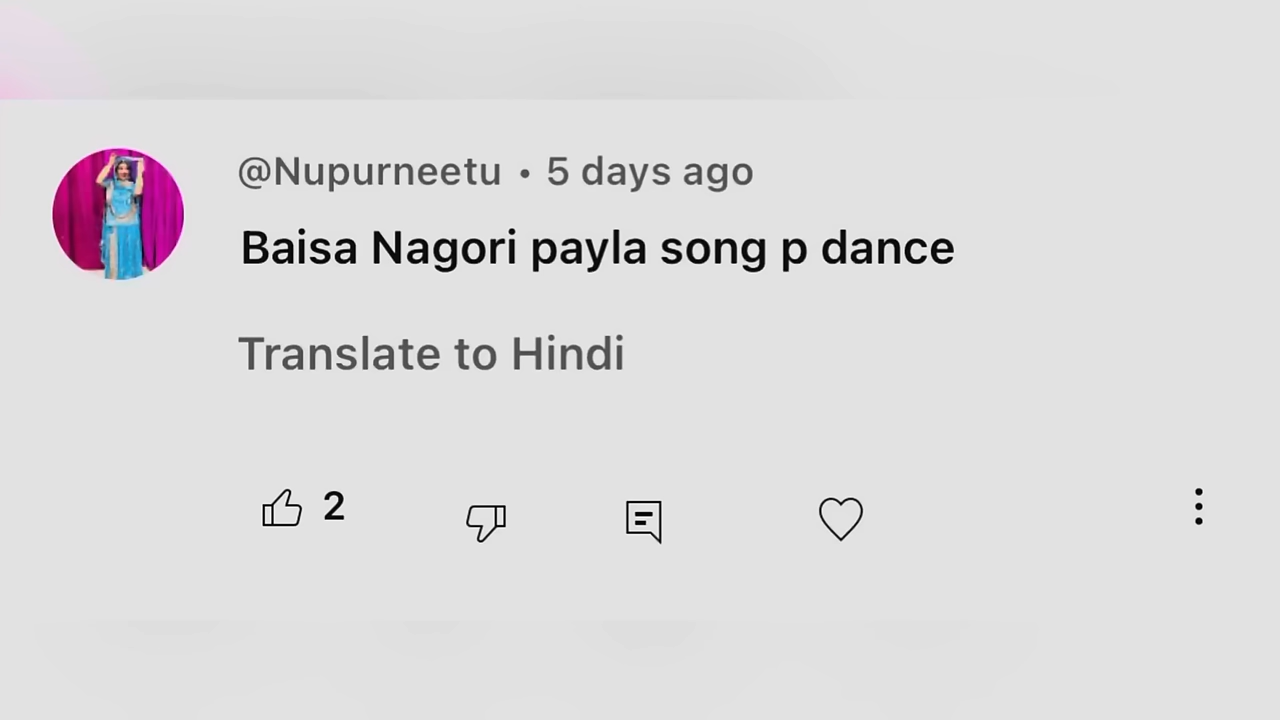 @Nupurneetu • 5 days ago
Baisa Nagori payla song p dance
Translate to Hindi
2